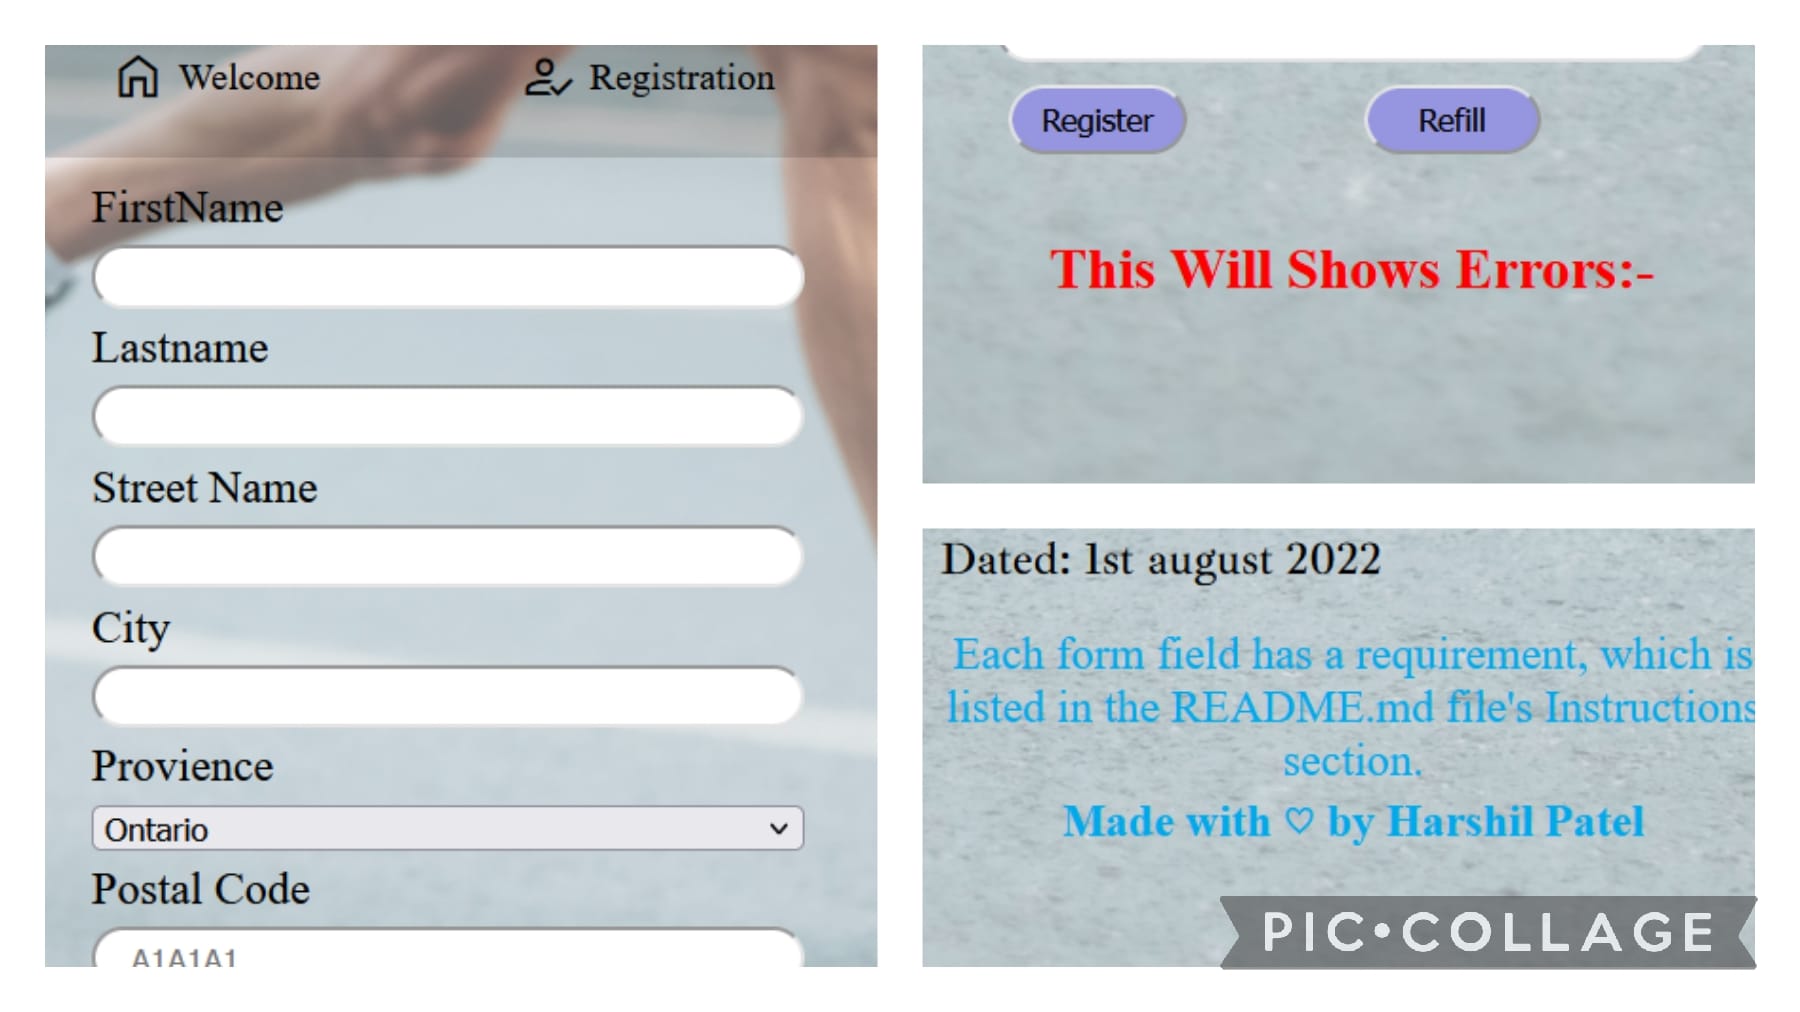 Welcome
Registration
FirstName
Lastname
Street Name
City
Provience
Ontario
Postal Code
A1A1A1
Register
Refill
This Will Shows Errors:-
Dated: 1st august 2022
Each form field has a requirement, which is
listed in the README.md file's Instructions
section.
Made with ♡ by Harshil Patel
PIC•COLLAGE